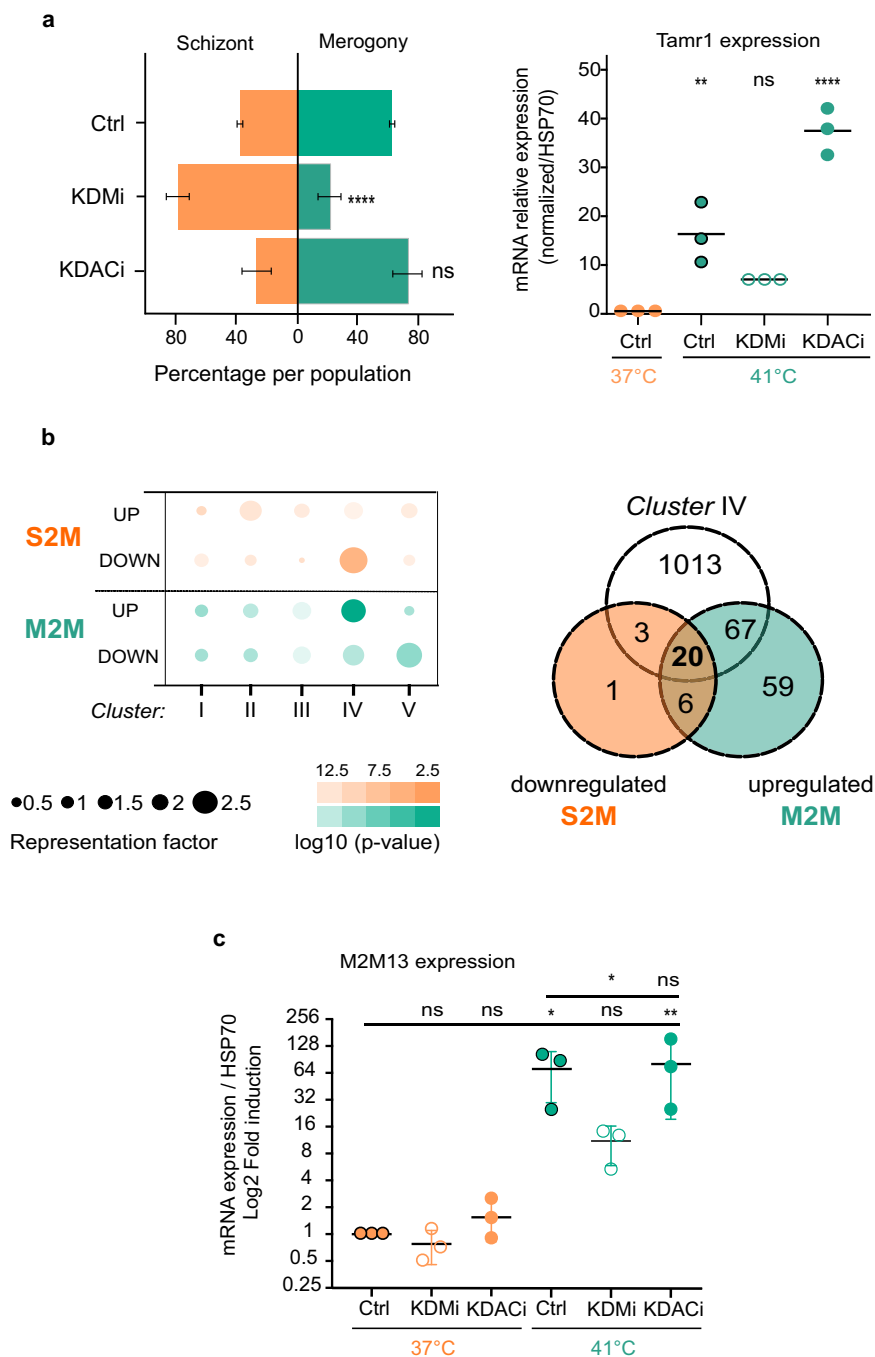 a
Schizont Merogony
Ctrl
KDMi
KDACi
****
ns
80 40 0 40 80
Percentage per population
Tamr1 expression
mRNA relative expression
(normalized/HSP70)
50
40
30
20
10
0
** ns ****
Ctrl Ctrl KDMi KDACi
37°C 41°C
b
S2M
UP
DOWN
M2M
UP
DOWN
Cluster: I II III IV V
0.5 1 1.5 2 2.5
Representation factor
12.5 7.5 2.5
log10 (p-value)
Cluster IV
1013
3 67
20
1 6 59
downregulated
S2M
upregulated
M2M
c
M2M13 expression
mRNA expression / HSP70
Log2 Fold induction
* ns
ns ns * ns **
256
128
64
32
16
8
4
2
1
0.5
0.25
Ctrl KDMi KDACi Ctrl KDMi KDACi
37°C 41°C